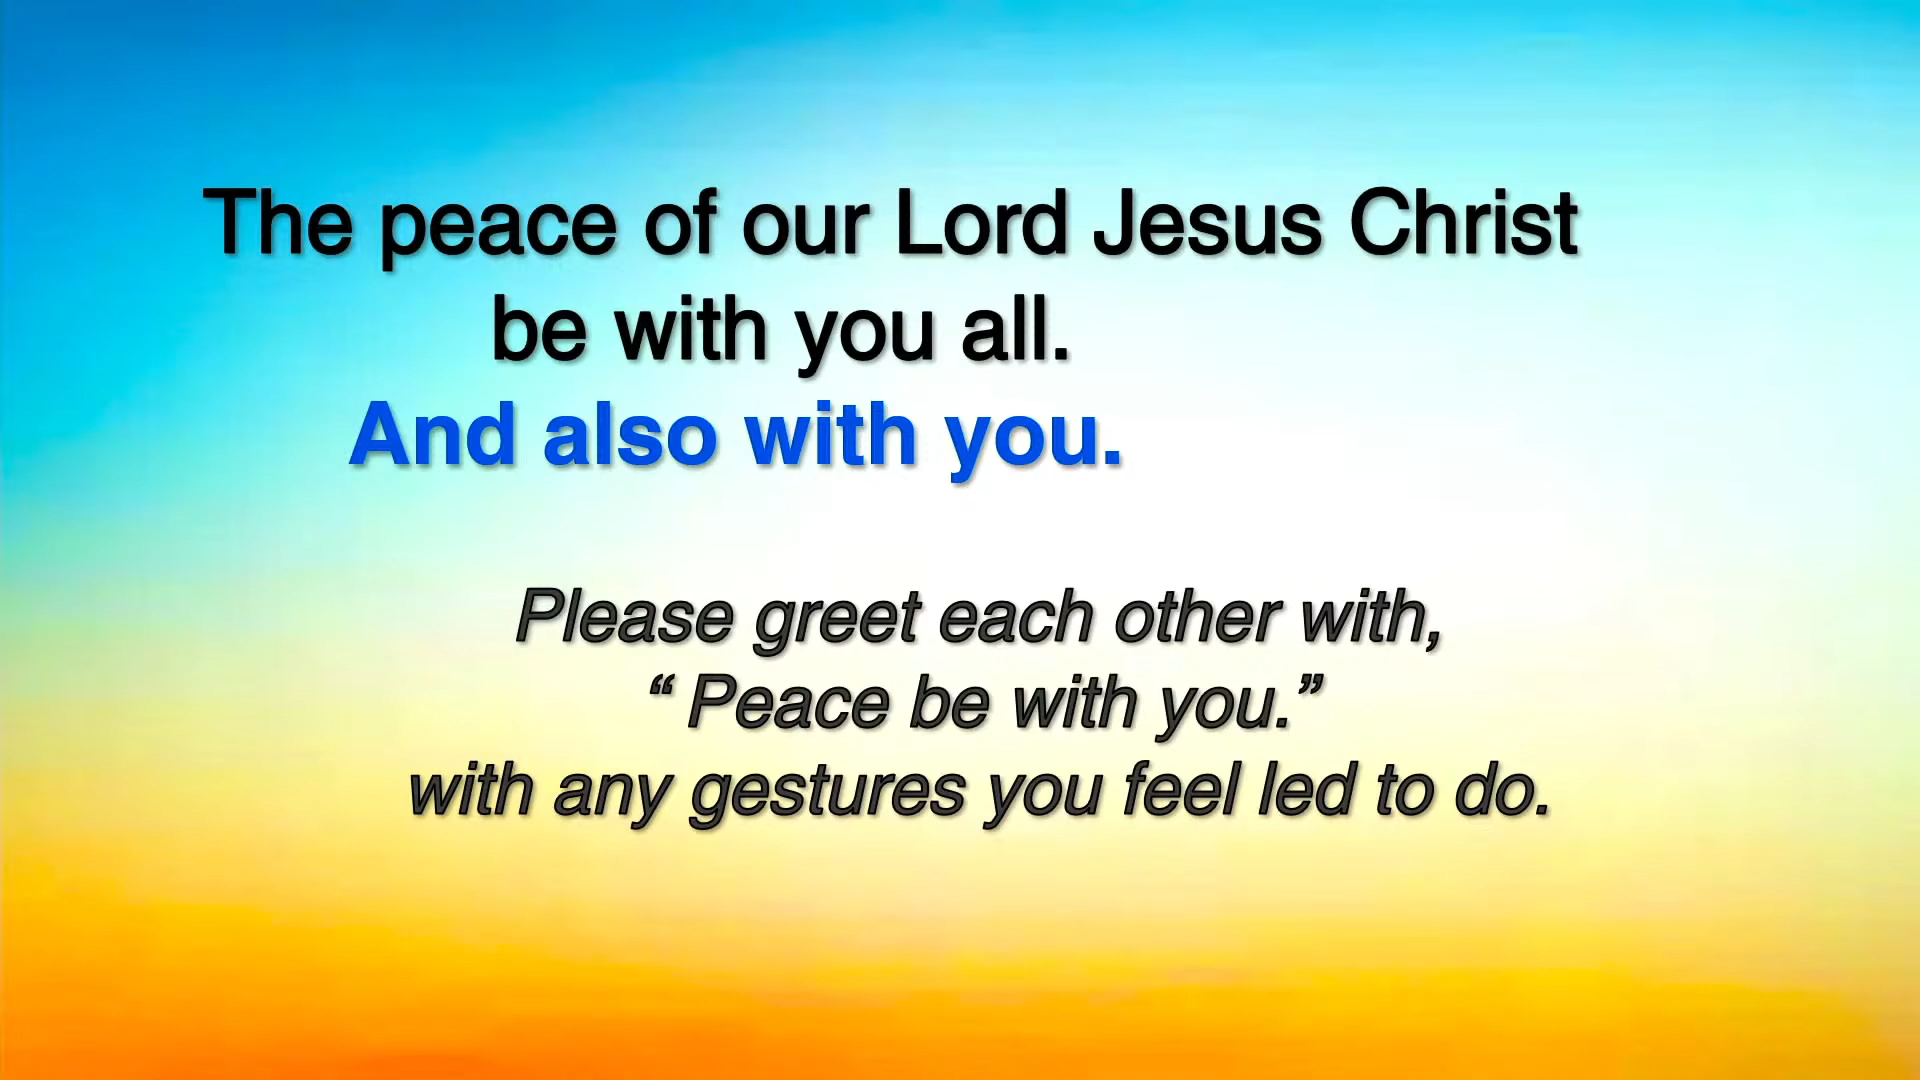 The peace of our Lord Jesus Christ
be with you all.
And also with you.
Please greet each other with,
“ Peace be with you.”
with any gestures you feel led to do.